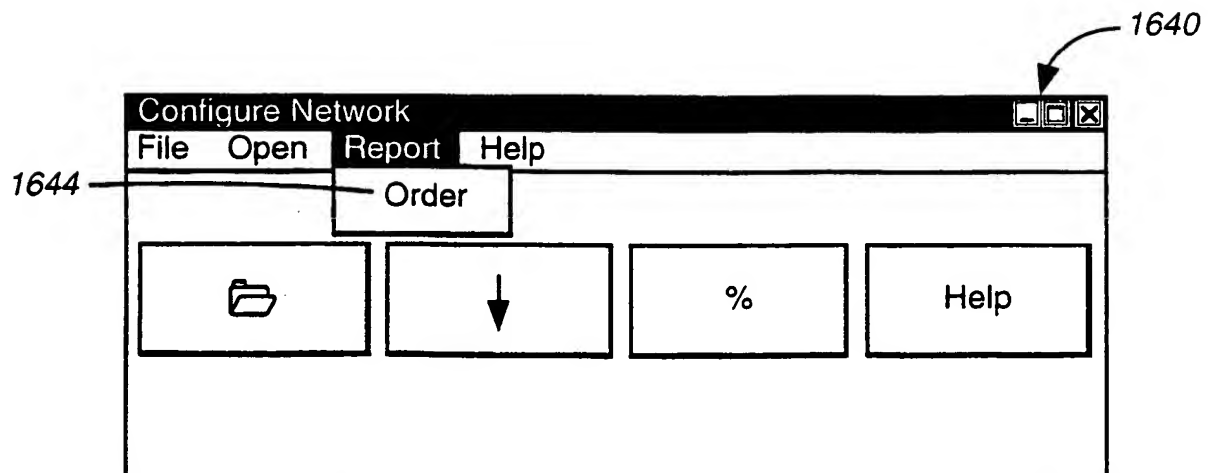 1640
Configure Network
File Open Report Help
1644
Order
% Help